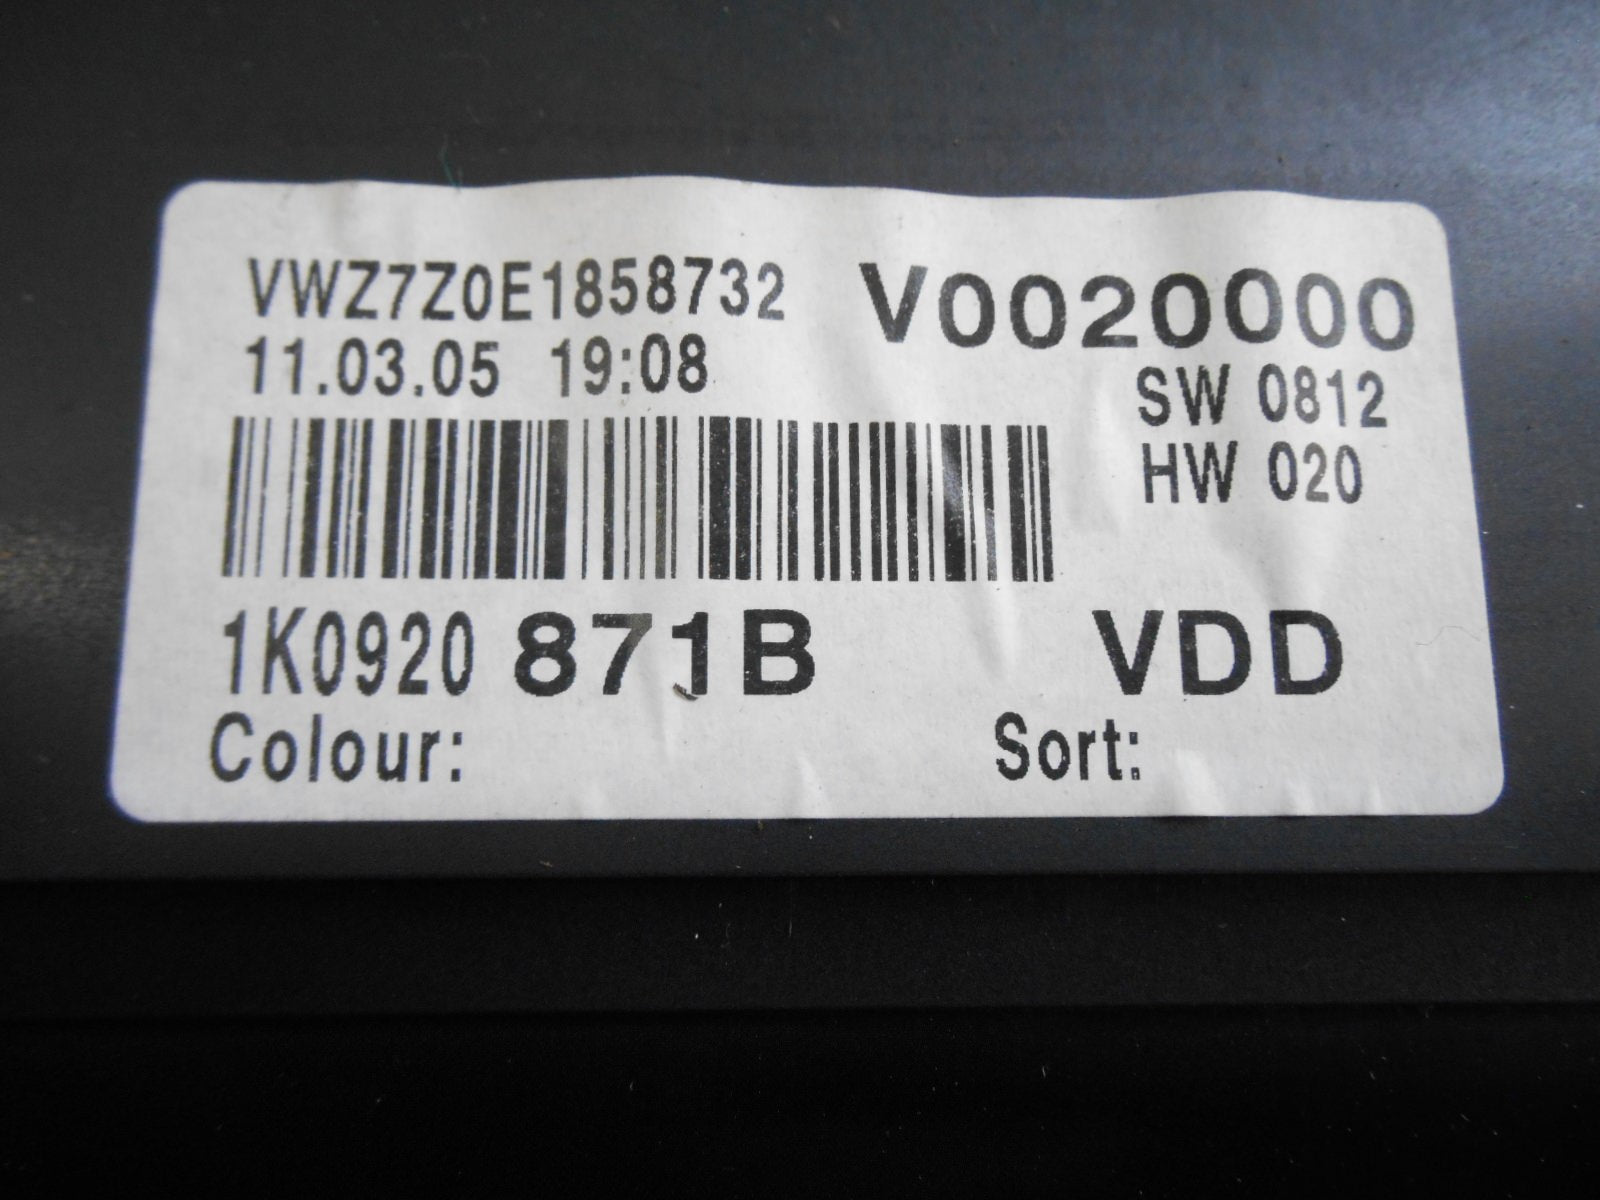 VWZ7Z0E1858732 V0020000
11.03.05 19:08 SW 0812
HW 020
1K0920 871B VDD
Colour: Sort: